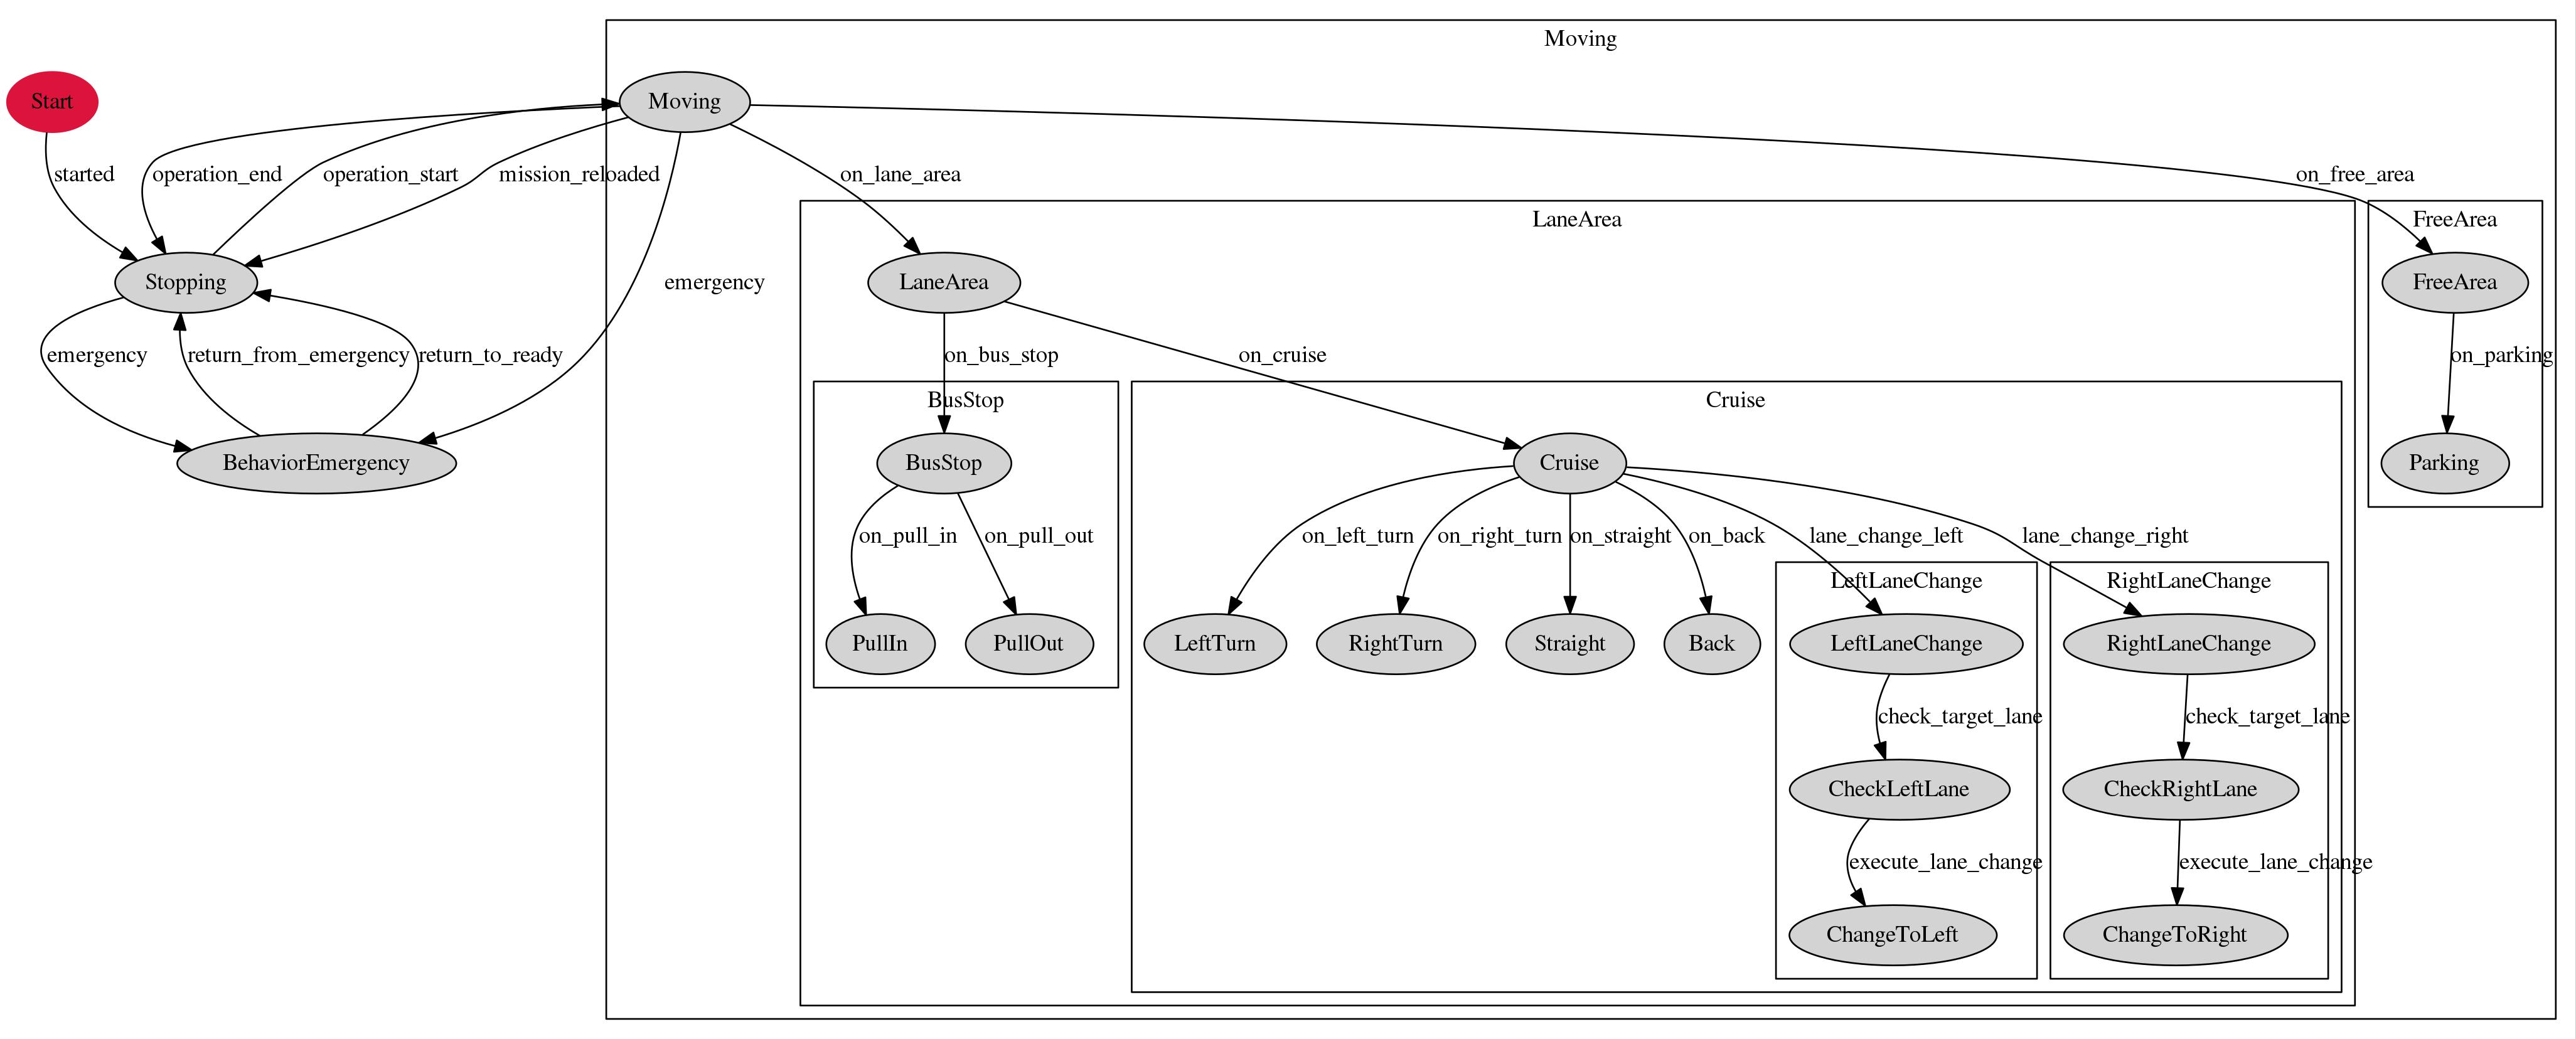 Moving
Start
Moving
started
operation_end
operation_start
mission_reloaded
on_lane_area
on_free_area
LaneArea
FreeArea
Stopping
emergency
LaneArea
FreeArea
emergency
return_from_emergency
return_to_ready
on_bus_stop
on_cruise
on_parking
BusStop
Cruise
BehaviorEmergency
BusStop
Cruise
Parking
on_pull_in
on_pull_out
on_left_turn
on_right_turn
on_straight
on_back
lane_change_left
lane_change_right
LeftLaneChange
RightLaneChange
PullIn
PullOut
LeftTurn
RightTurn
Straight
Back
LeftLaneChange
RightLaneChange
check_target_lane
check_target_lane
CheckLeftLane
CheckRightLane
execute_lane_change
execute_lane_change
ChangeToLeft
ChangeToRight